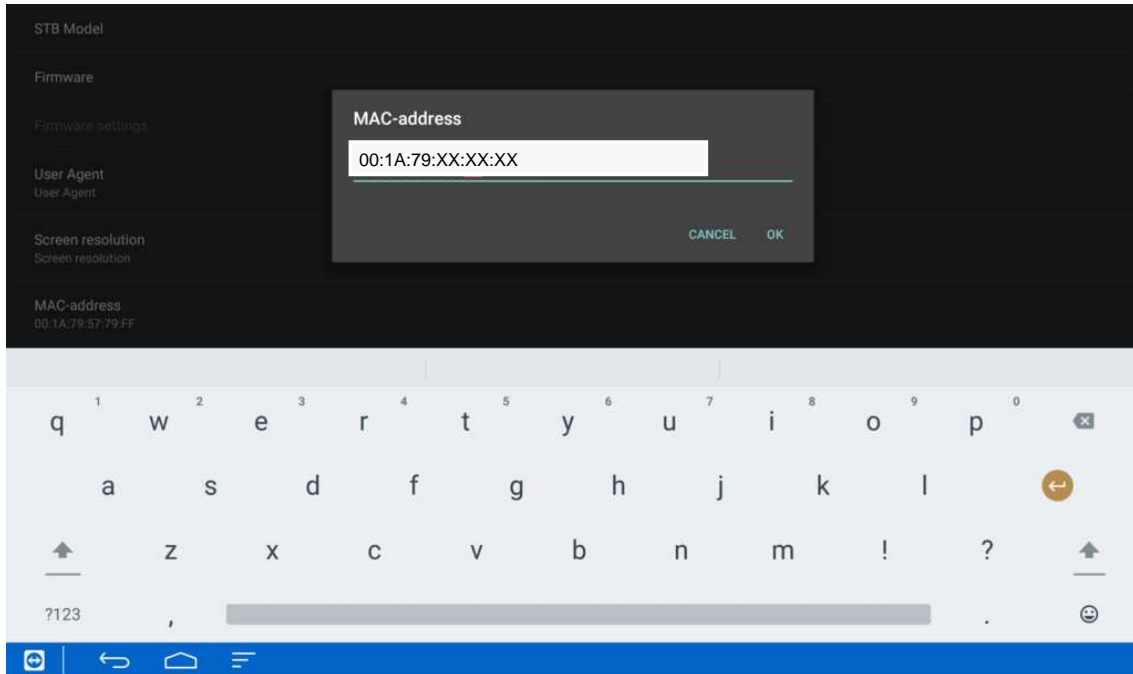 STB Model
Firmware
Firmware settings
User Agent
User Agent
Screen resolution
Screen resolution
MAC-address
00:1A:79:57:79:FF
MAC-address
00:1A:79:XX:XX:XX
CANCEL OK
1 2 3 4 5 6 7 8 9 0
q w e r t y u i o p
a s d f g h j k l
z x c v b n m ! ?
?123 , .